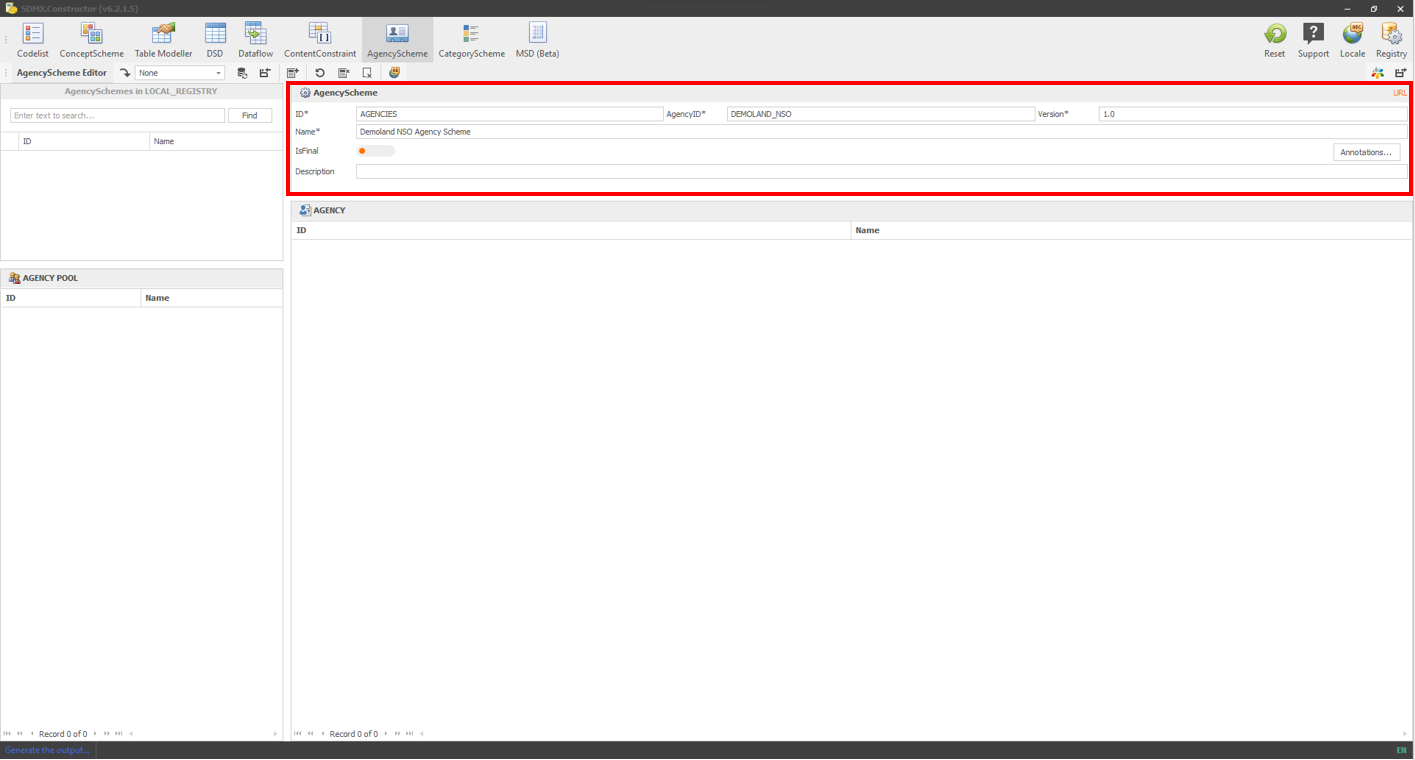 SDMX.Constructor (v6.2.1.5)
Codelist ConceptScheme Table Modeller DSD Dataflow ContentConstraint AgencyScheme CategoryScheme MSD (Beta) Reset Support Locale Registry
AgencyScheme Editor None
AgencySchemes in LOCAL_REGISTRY
Enter text to search... Find
ID Name
AgencyScheme URL
ID* AGENCIES AgencyID* DEMOLAND_NSO Version* 1.0
Name* Demoland NSO Agency Scheme
IsFinal Annotations...
Description
AGENCY
ID Name
AGENCY POOL
ID Name
Record 0 of 0
Record 0 of 0
Generate the output... EN